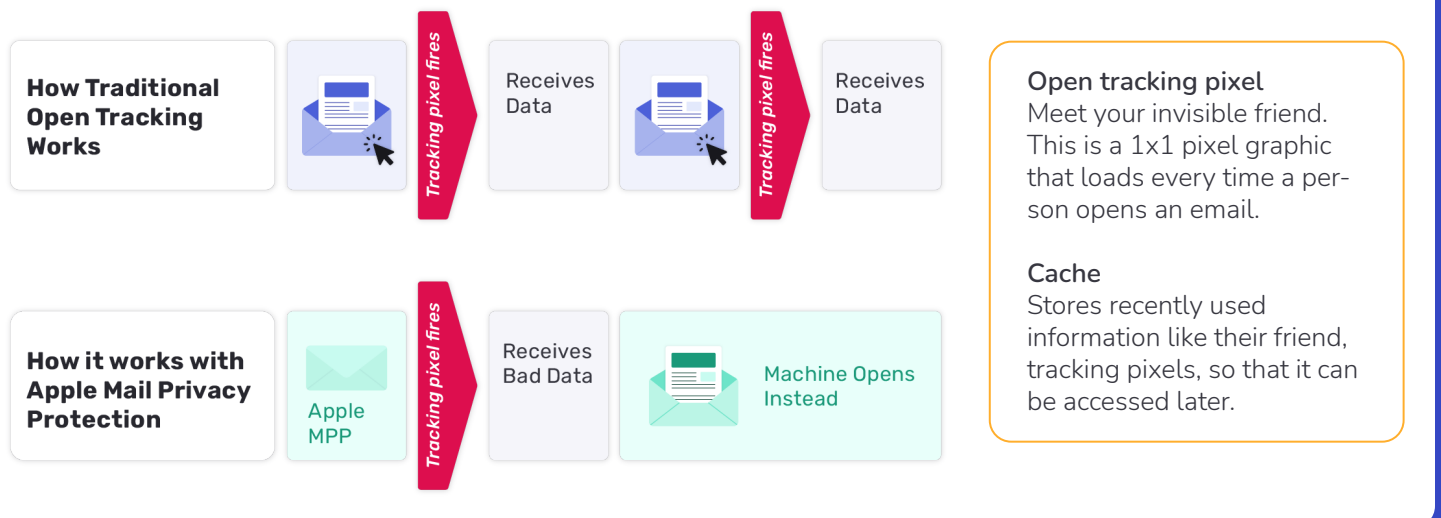 How Traditional
Open Tracking
Works
Tracking pixel fires
Receives
Data
Tracking pixel fires
Receives
Data
How it works with
Apple Mail Privacy
Protection
Apple
MPP
Tracking pixel fires
Receives
Bad Data
Machine Opens
Instead
Open tracking pixel
Meet your invisible friend.
This is a 1x1 pixel graphic
that loads every time a per-
son opens an email.
Cache
Stores recently used
information like their friend,
tracking pixels, so that it can
be accessed later.